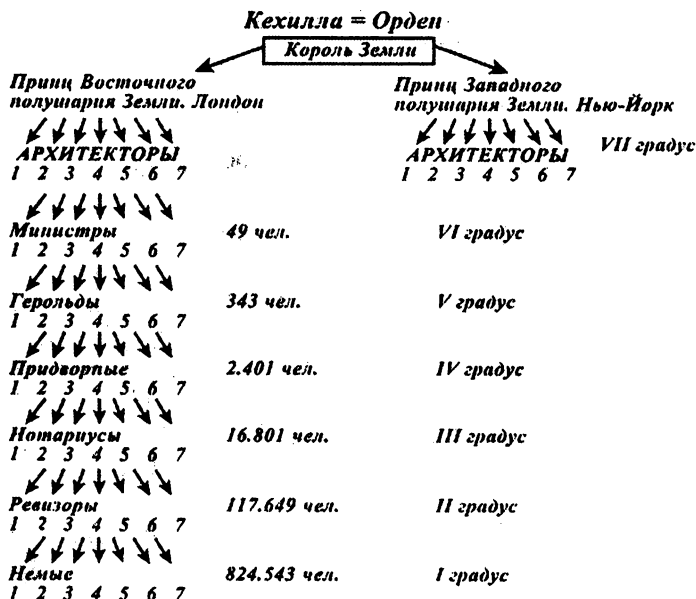 Кехилла = Орден
Король Земли
Принц Восточного
полушария Земли. Лондон
Принц Западного
полушария Земли. Нью-Йорк
АРХИТЕКТОРЫ
1 2 3 4 5 6 7
АРХИТЕКТОРЫ
1 2 3 4 5 6 7
VII градус
Министры 49 чел. VI градус
1 2 3 4 5 6 7
Герольды 343 чел. V градус
1 2 3 4 5 6 7
Придворные 2.401 чел. IV градус
1 2 3 4 5 6 7
Нотариусы 16.801 чел. III градус
1 2 3 4 5 6 7
Ревизоры 117.649 чел. II градус
1 2 3 4 5 6 7
Немые 824.543 чел. I градус
1 2 3 4 5 6 7